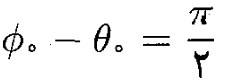 φ₀ − θ₀ = π/۲